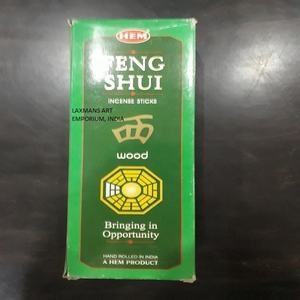 HEM
FENG
SHUI
INCENSE STICKS
LAXMANS ART
EMPORIUM, INDIA
西
wood
Bringing in
Opportunity
HAND ROLLED IN INDIA
A HEM PRODUCT